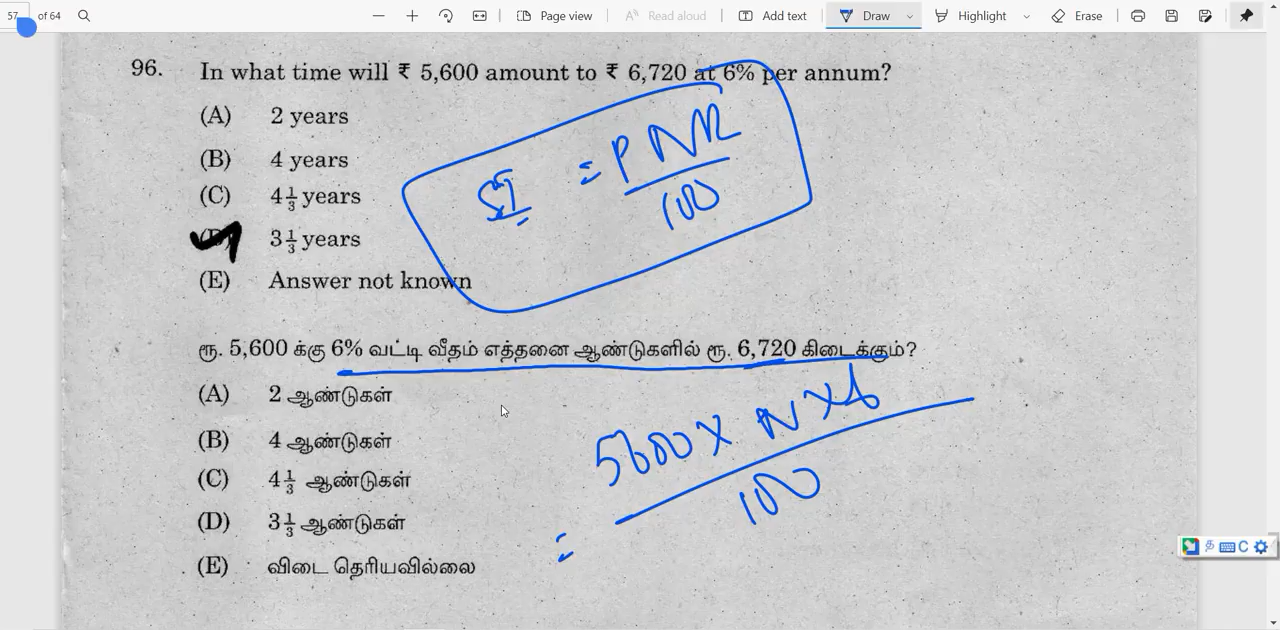 57 of 64 Page view Read aloud Add text Draw Highlight Erase
96. In what time will ₹ 5,600 amount to ₹ 6,720 at 6% per annum?
(A) 2 years
(B) 4 years
(C) 4 1/3 years
(D) 3 1/3 years
(E) Answer not known
SI = PNR
100
ரூ. 5,600 க்கு 6% வட்டி வீதம் எத்தனை ஆண்டுகளில் ரூ. 6,720 கிடைக்கும்?
(A) 2 ஆண்டுகள்
(B) 4 ஆண்டுகள்
(C) 4 1/3 ஆண்டுகள்
(D) 3 1/3 ஆண்டுகள்
(E) விடை தெரியவில்லை
= 5600 x N x 6
100